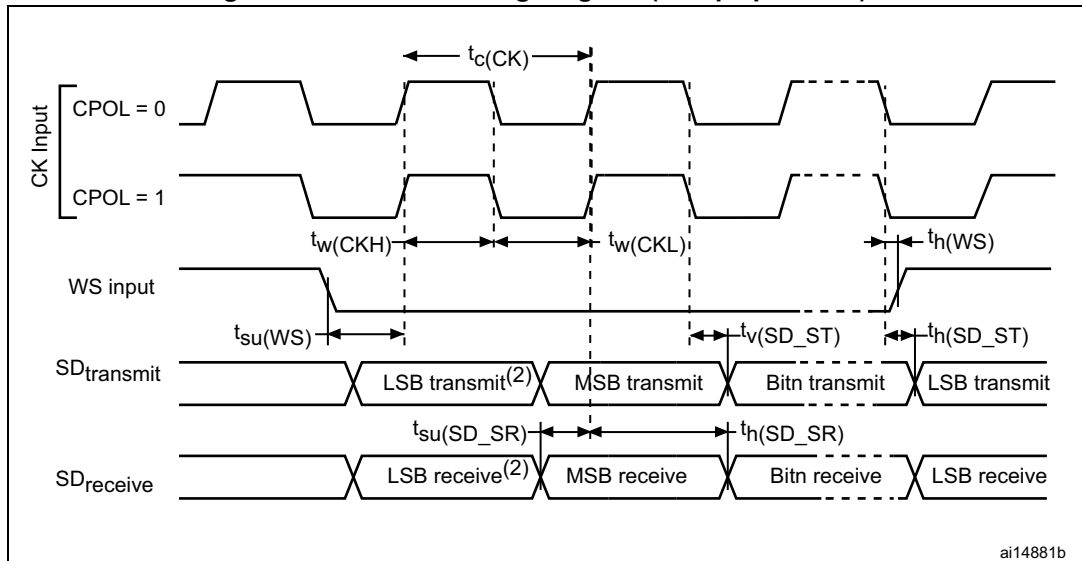 tc(CK)
CK Input
CPOL = 0
CPOL = 1
tw(CKH)
tw(CKL)
th(WS)
WS input
tsu(WS)
tv(SD_ST)
th(SD_ST)
SDtransmit
LSB transmit(2)
MSB transmit
Bitn transmit
LSB transmit
tsu(SD_SR)
th(SD_SR)
SDreceive
LSB receive(2)
MSB receive
Bitn receive
LSB receive
ai14881b